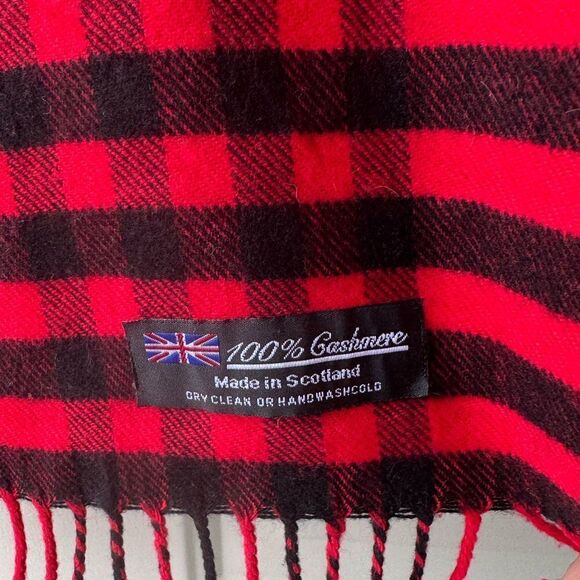 100% Cashmere
Made in Scotland
DRY CLEAN OR HANDWASHCOLD